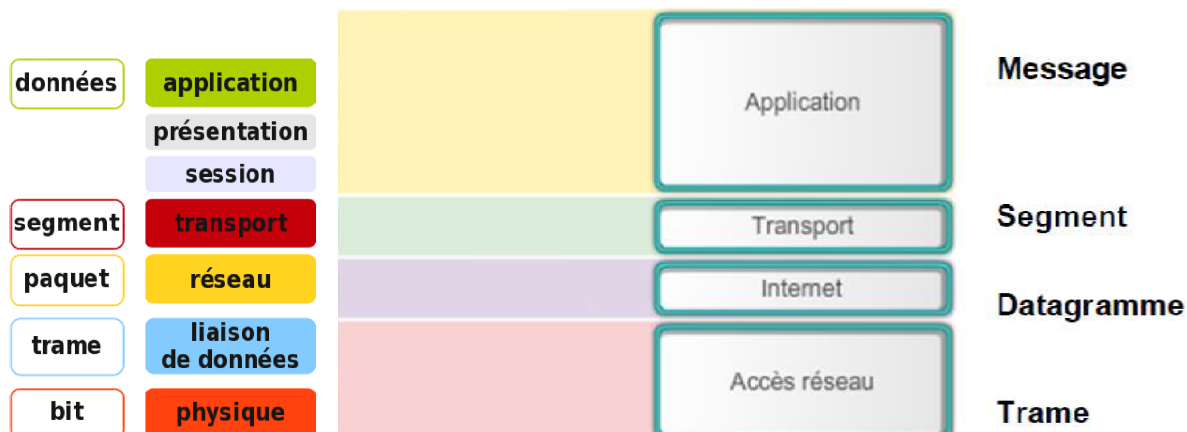 données application
présentation
session
Application
Message
segment transport
Transport
Segment
paquet réseau
Internet
Datagramme
trame
liaison
de données
bit physique
Accès réseau
Trame